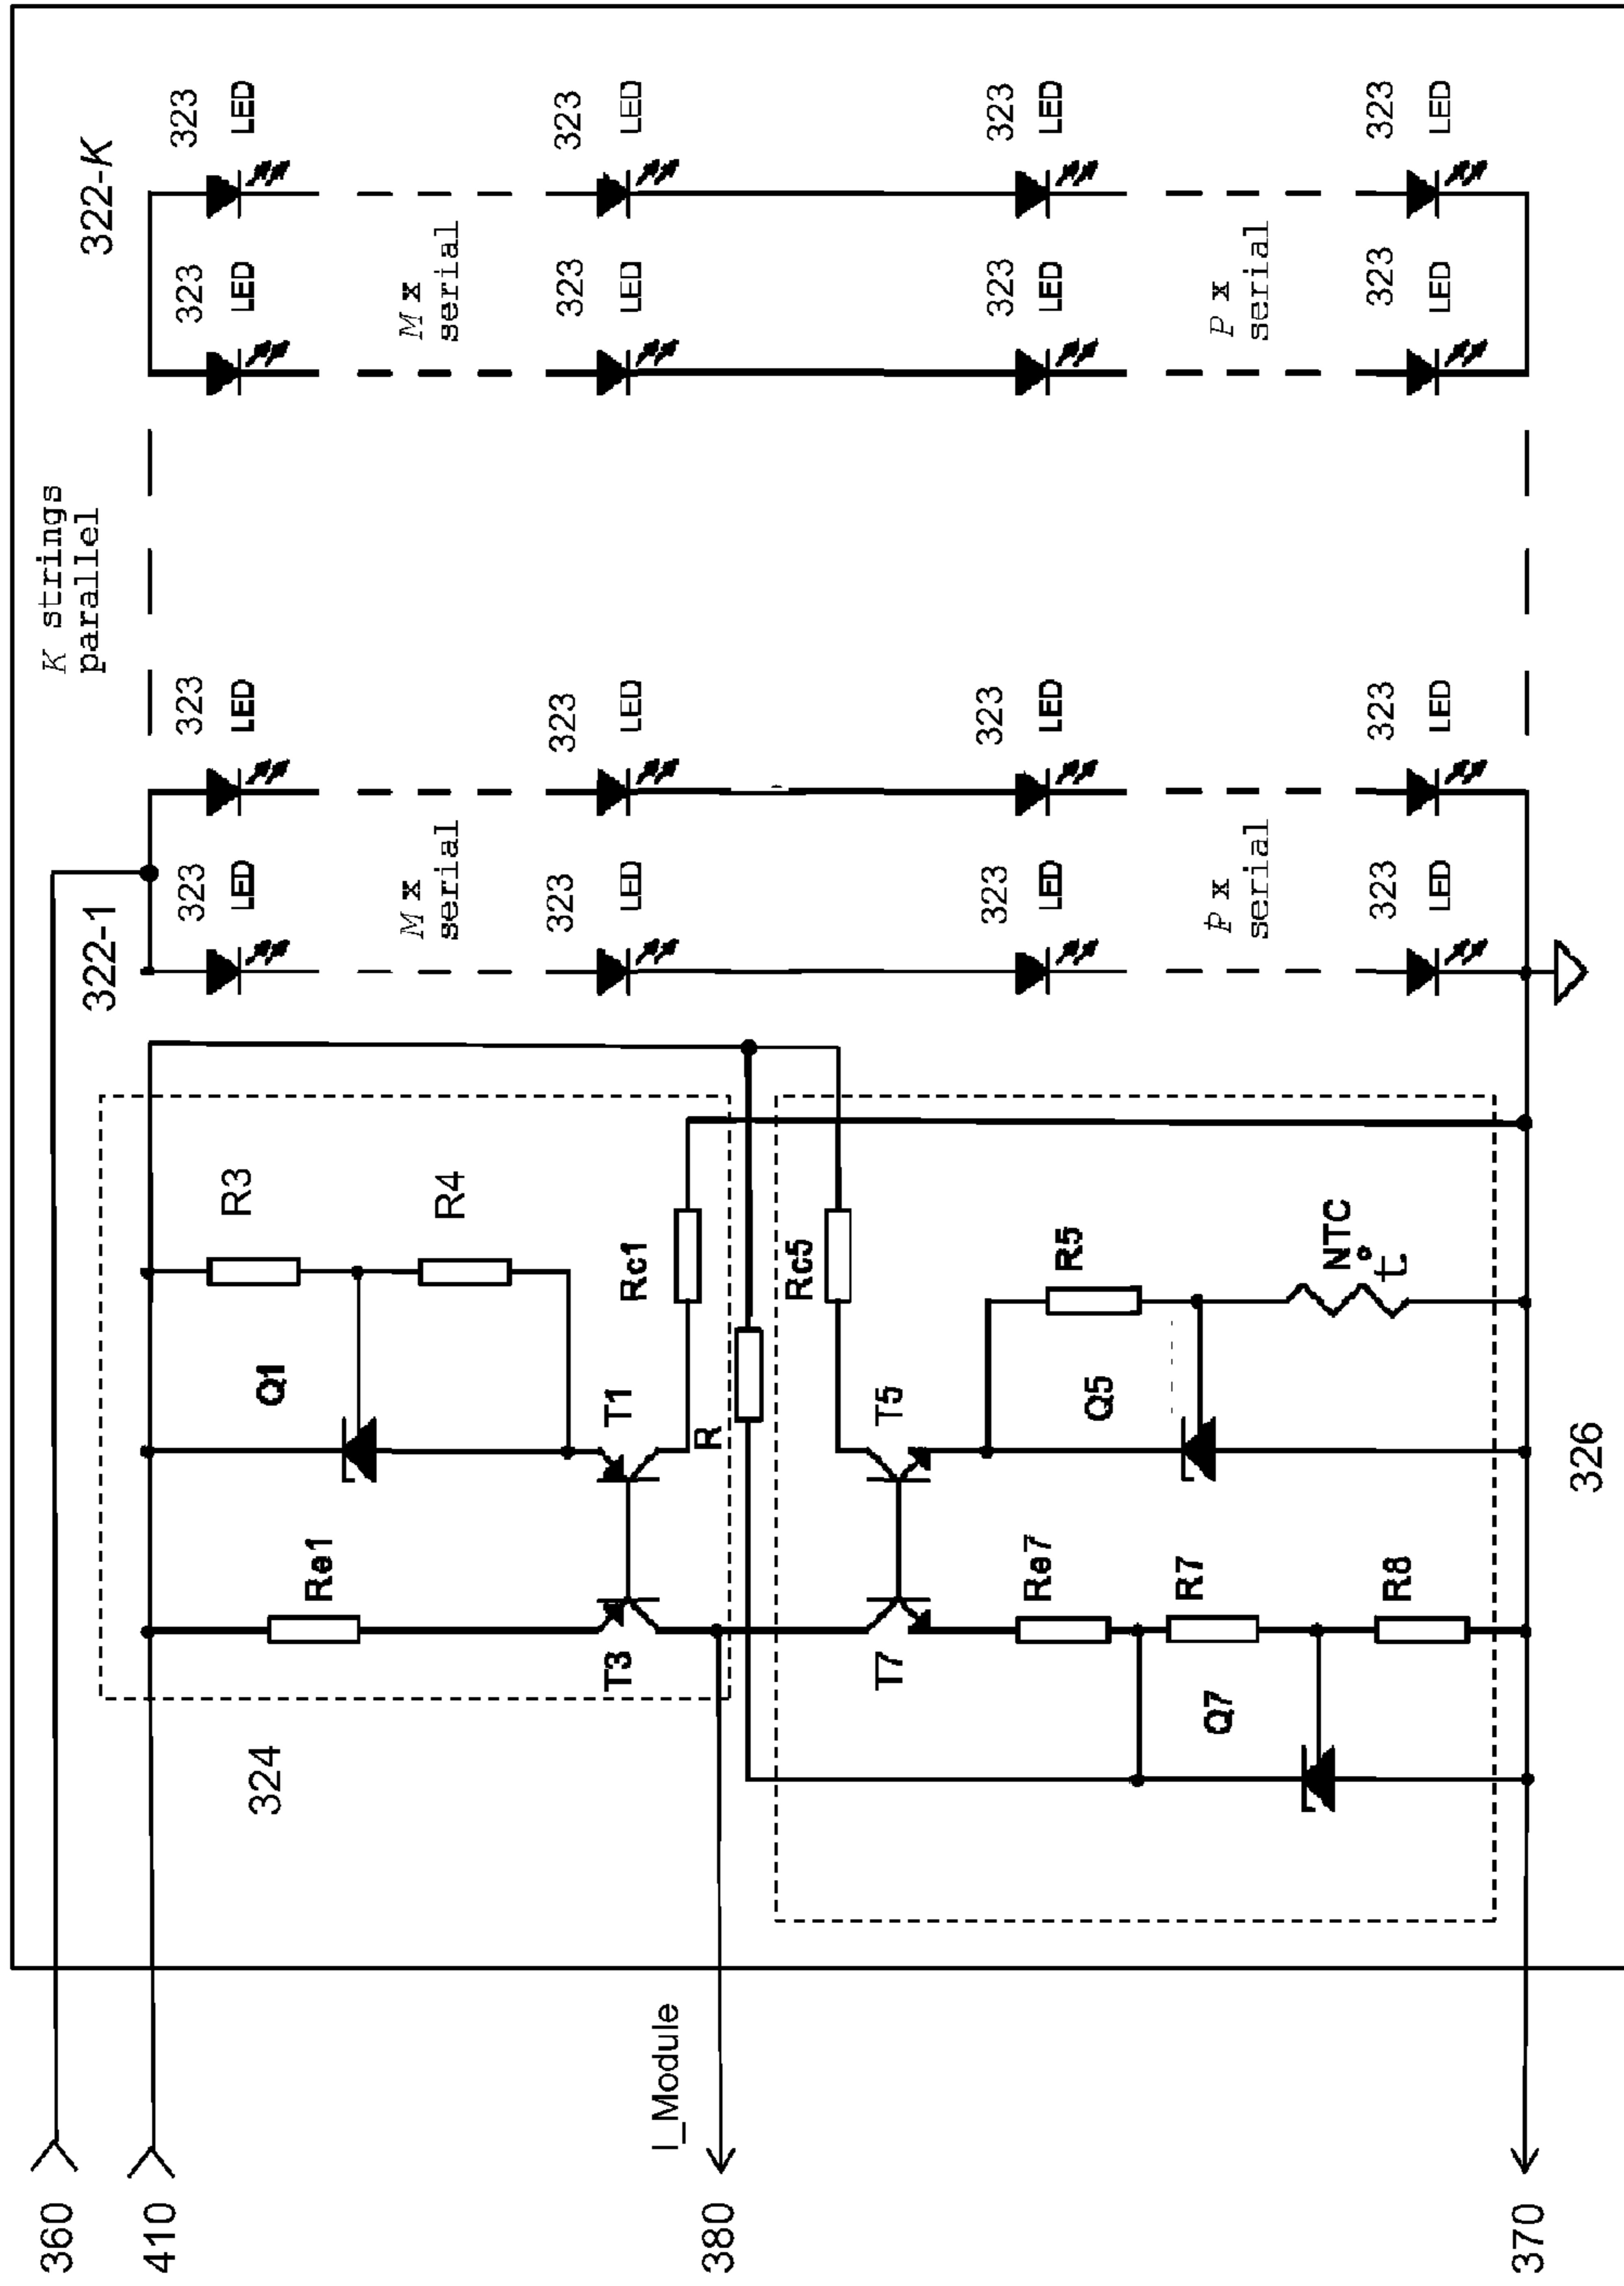 360
410
I_Module
380
370
324
326
Re1
Q1
R3
R4
T3
T1
Rc1
R
T7
T5
Rc5
Re7
R7
R8
Q7
Q5
R5
NTC
t°
322-1
K strings
parallel
322-K
323
LED
323
LED
323
LED
323
LED
M x
serial
M x
serial
323
LED
323
LED
323
LED
323
LED
323
LED
323
LED
323
LED
323
LED
P x
serial
P x
serial
323
LED
323
LED
323
LED
323
LED